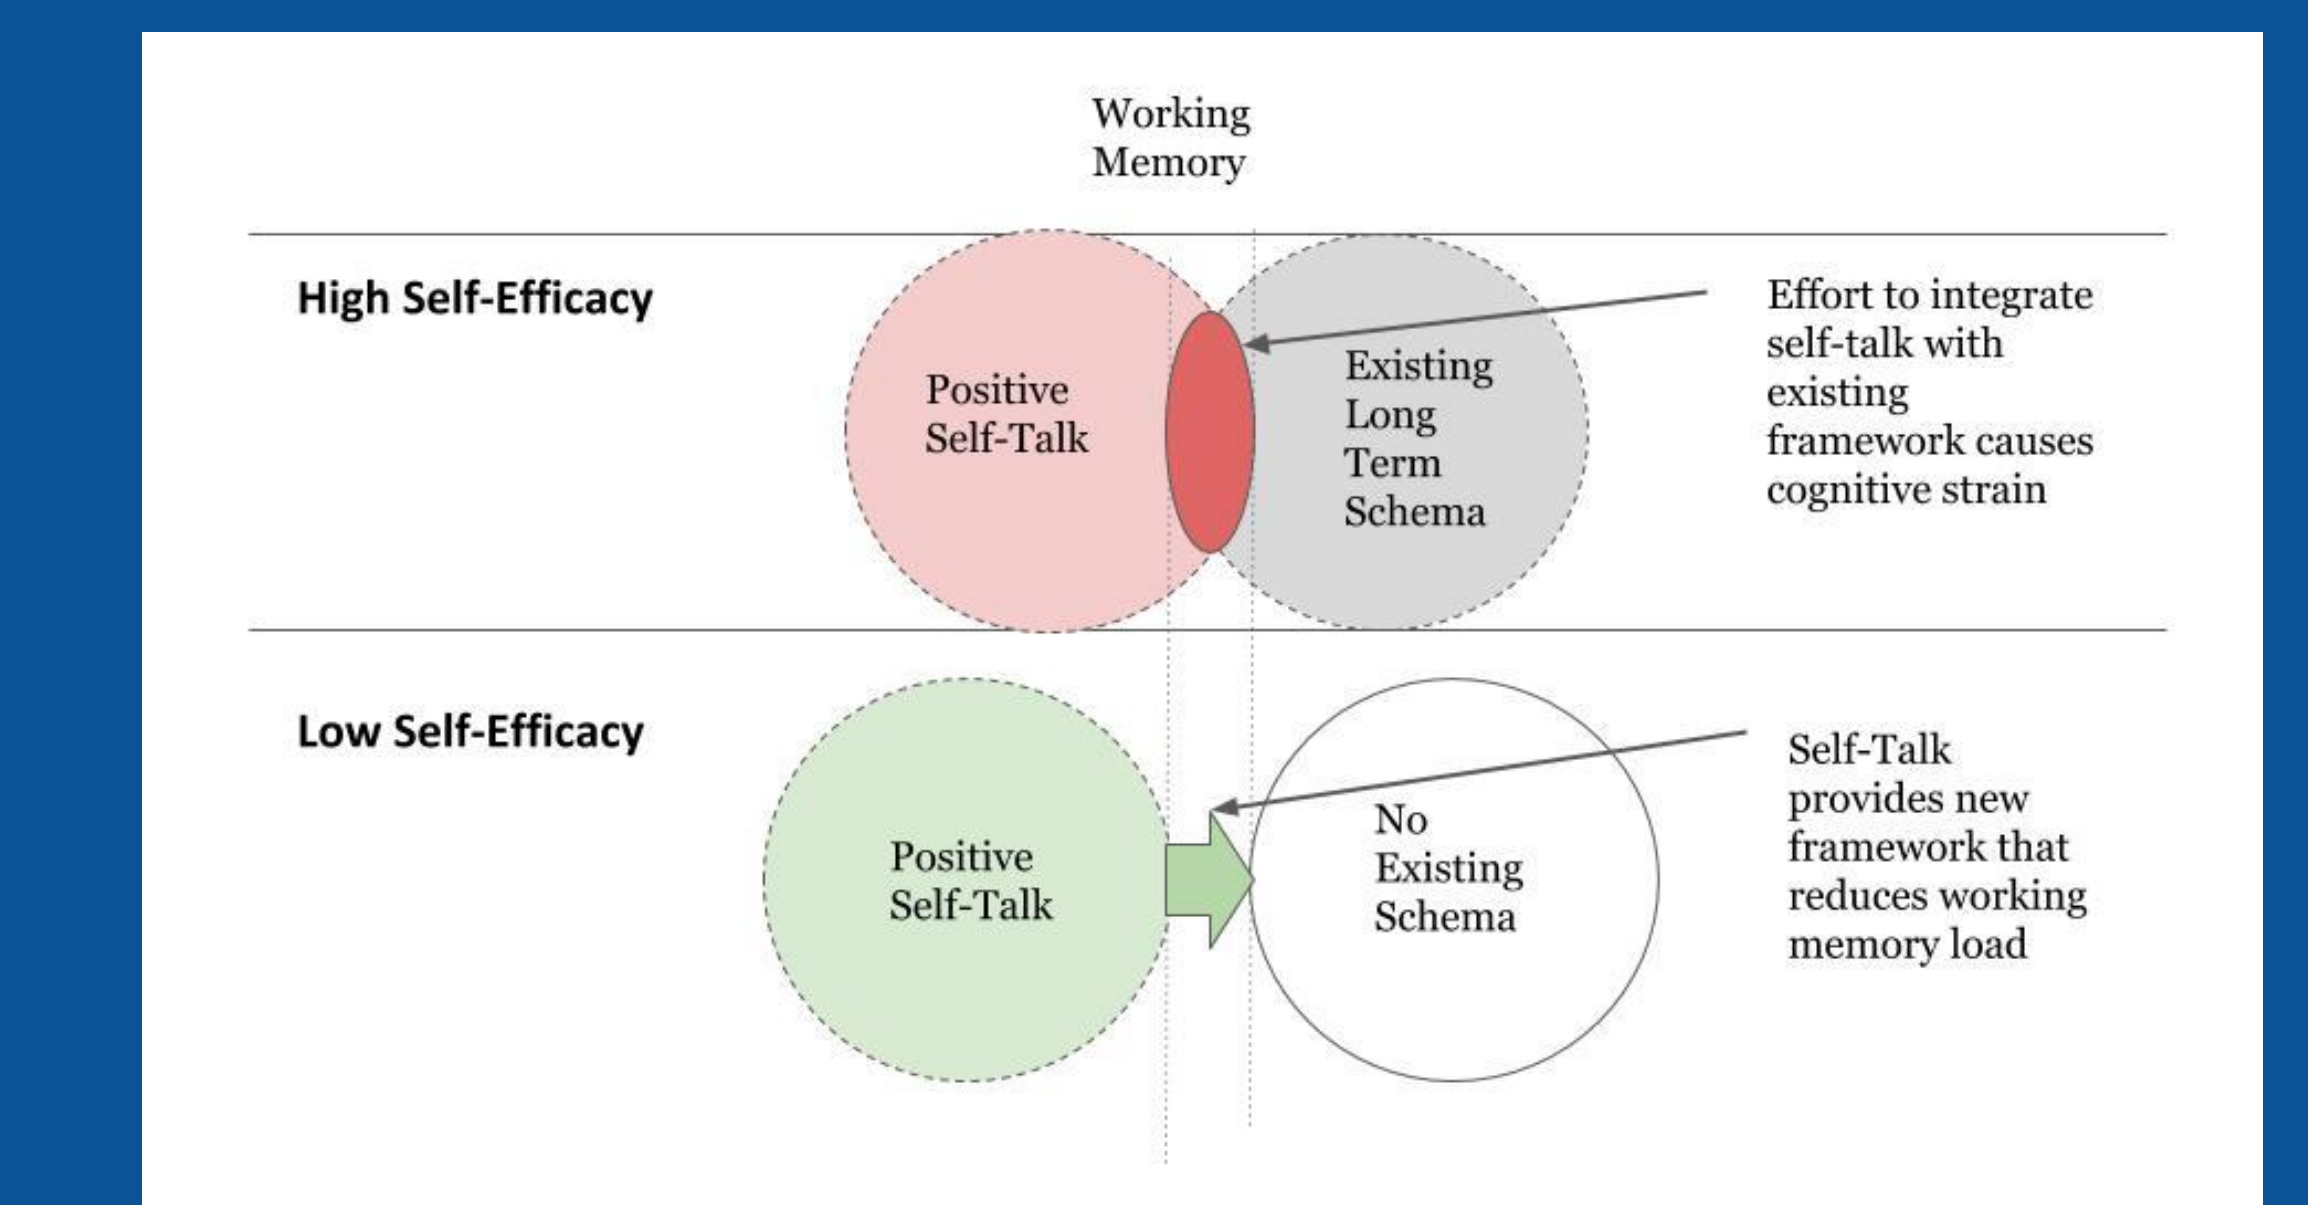 Working
Memory
High Self-Efficacy
Positive
Self-Talk
Existing
Long
Term
Schema
Effort to integrate
self-talk with
existing
framework causes
cognitive strain
Low Self-Efficacy
Positive
Self-Talk
No
Existing
Schema
Self-Talk
provides new
framework that
reduces working
memory load